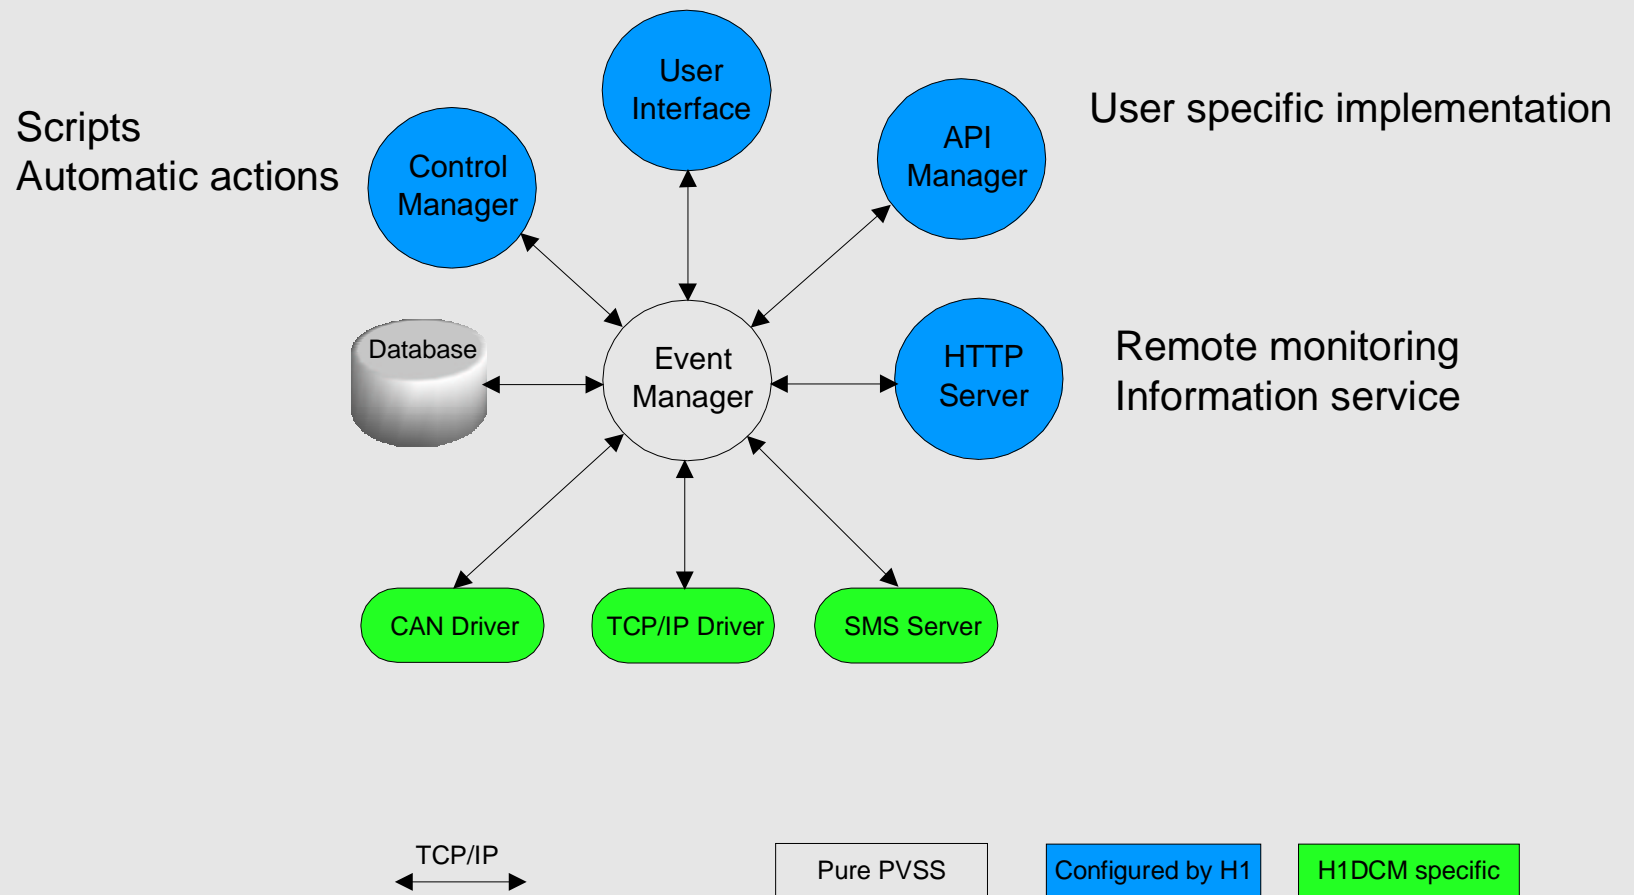 User
Interface
Scripts
Automatic actions
Control
Manager
API
Manager
User specific implementation
Database
Event
Manager
HTTP
Server
Remote monitoring
Information service
CAN Driver
TCP/IP Driver
SMS Server
TCP/IP
Pure PVSS
Configured by H1
H1DCM specific